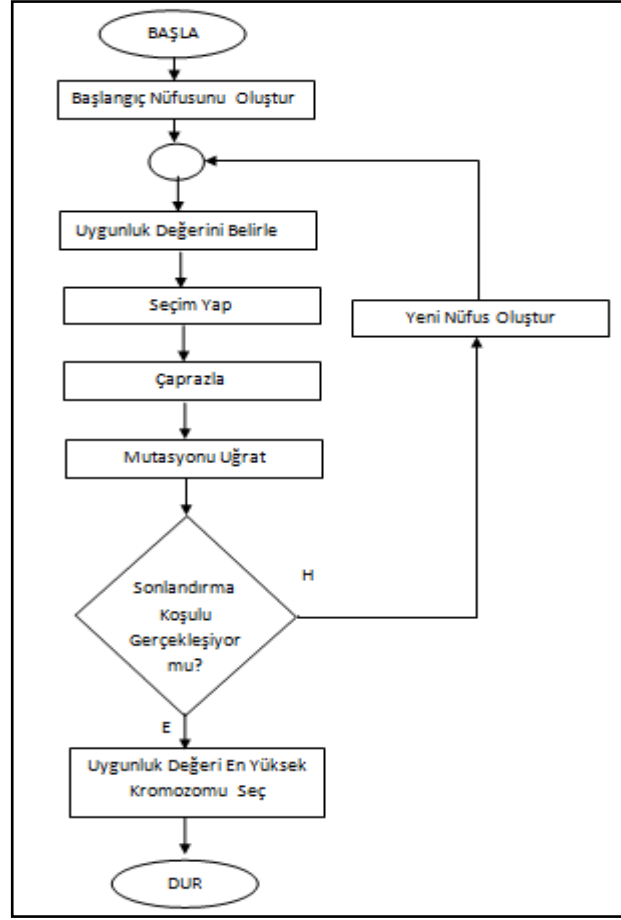 BAŞLA
Başlangıç Nüfusunu Oluştur
Uygunluk Değerini Belirle
Seçim Yap
Yeni Nüfus Oluştur
Çaprazla
Mutasyonu Uğrat
H
Sonlandırma
Koşulu
Gerçekleşiyor
mu?
E
Uygunluk Değeri En Yüksek
Kromozomu Seç
DUR